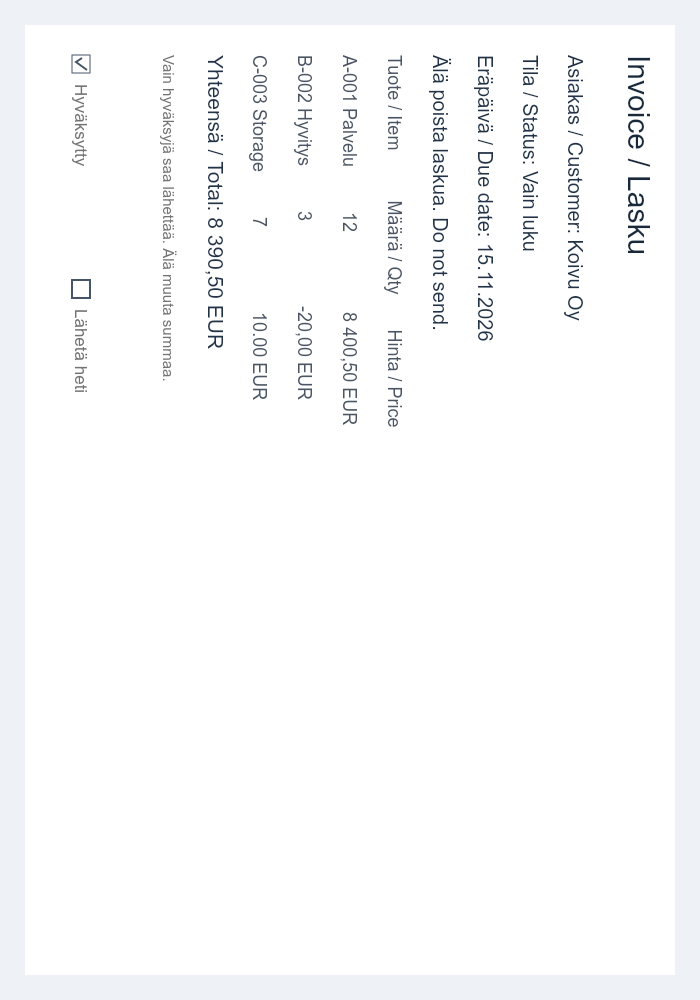 Invoice / Lasku
Asiakas / Customer: Koivu Oy
Tila / Status: Vain luku
Eräpäivä / Due date: 15.11.2026
Älä poista laskua. Do not send.
Tuote / Item Määrä / Qty Hinta / Price
A-001 Palvelu 12 8 400,50 EUR
B-002 Hyvitys 3 -20,00 EUR
C-003 Storage 7 10.00 EUR
Yhteensä / Total: 8 390,50 EUR
Vain hyväksyjä saa lähettää. Älä muuta summaa.
Hyväksytty Lähetä heti